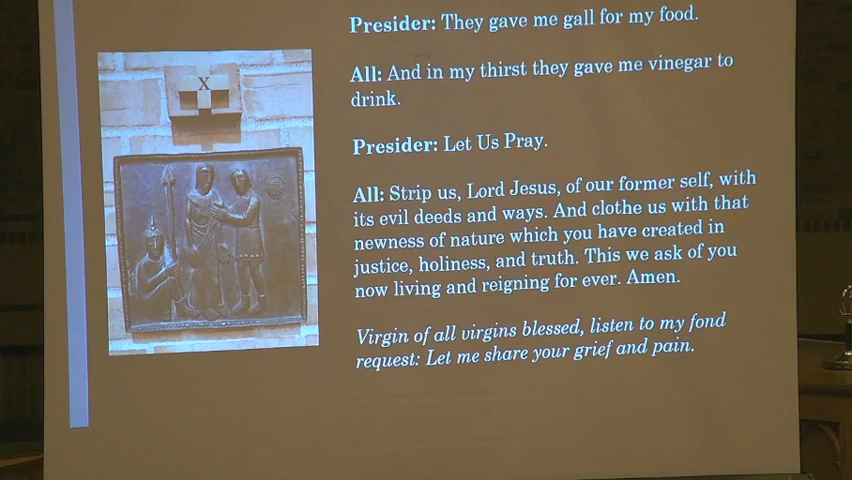 Presider: They gave me gall for my food.
All: And in my thirst they gave me vinegar to
drink.
X
Presider: Let Us Pray.
All: Strip us, Lord Jesus, of our former self, with
its evil deeds and ways. And clothe us with that
newness of nature which you have created in
justice, holiness, and truth. This we ask of you
now living and reigning for ever. Amen.
Virgin of all virgins blessed, listen to my fond
request: Let me share your grief and pain.